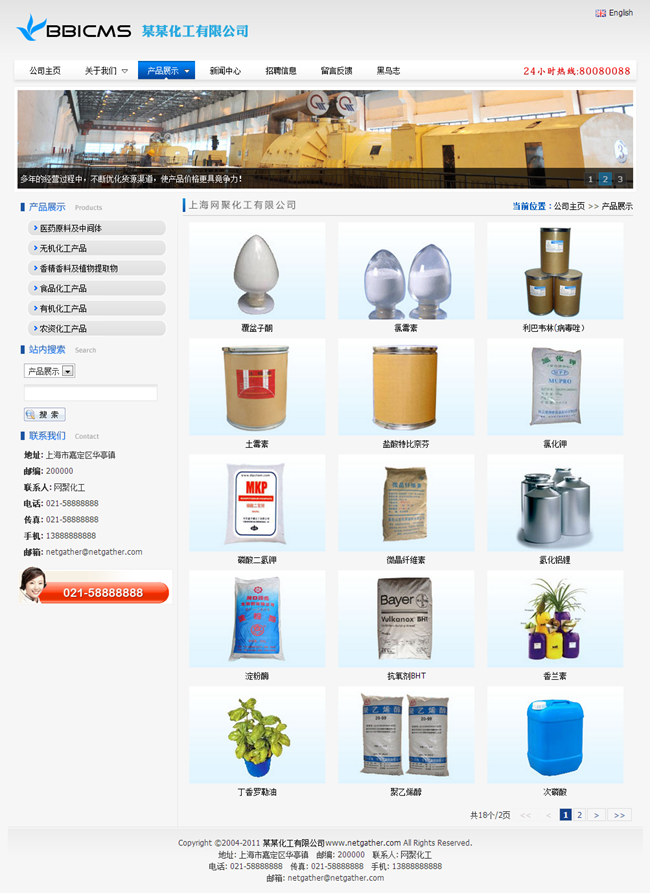 English
BBICMS 某某化工有限公司
公司主页 关于我们 产品展示 新闻中心 招聘信息 留言反馈 黑鸟志 24小时热线:80080088
多年的经营过程中，不断优化货源渠道，使产品价格更具竞争力！ 1 2 3
产品展示 Products
医药原料及中间体
无机化工产品
香精香料及植物提取物
食品化工产品
有机化工产品
农资化工产品
站内搜索 Search
产品展示
搜 索
联系我们 Contact
地址: 上海市嘉定区华亭镇
邮编: 200000
联系人: 网聚化工
电话: 021-58888888
传真: 021-58888888
手机: 13888888888
邮箱: netgather@netgather.com
021-58888888
上海网聚化工有限公司 当前位置：公司主页 >> 产品展示
覆盆子酮 氯霉素 利巴韦林(病毒唑)
土霉素 盐酸特比奈芬 氯化钾
MUPRO
MKP
磷酸二氢钾 微晶纤维素 氢化铝锂
Bayer
Vulkanox BHT
淀粉酶 抗氧剂BHT 香兰素
聚乙烯醇
20-99
丁香罗勒油 聚乙烯醇 次磷酸
共18个/2页 << < 1 2 > >>
Copyright ©2004-2011 某某化工有限公司www.netgather.com All Rights Reserved.
地址: 上海市嘉定区华亭镇 邮编: 200000 联系人: 网聚化工
电话: 021-58888888 传真: 021-58888888 手机: 13888888888
邮箱: netgather@netgather.com